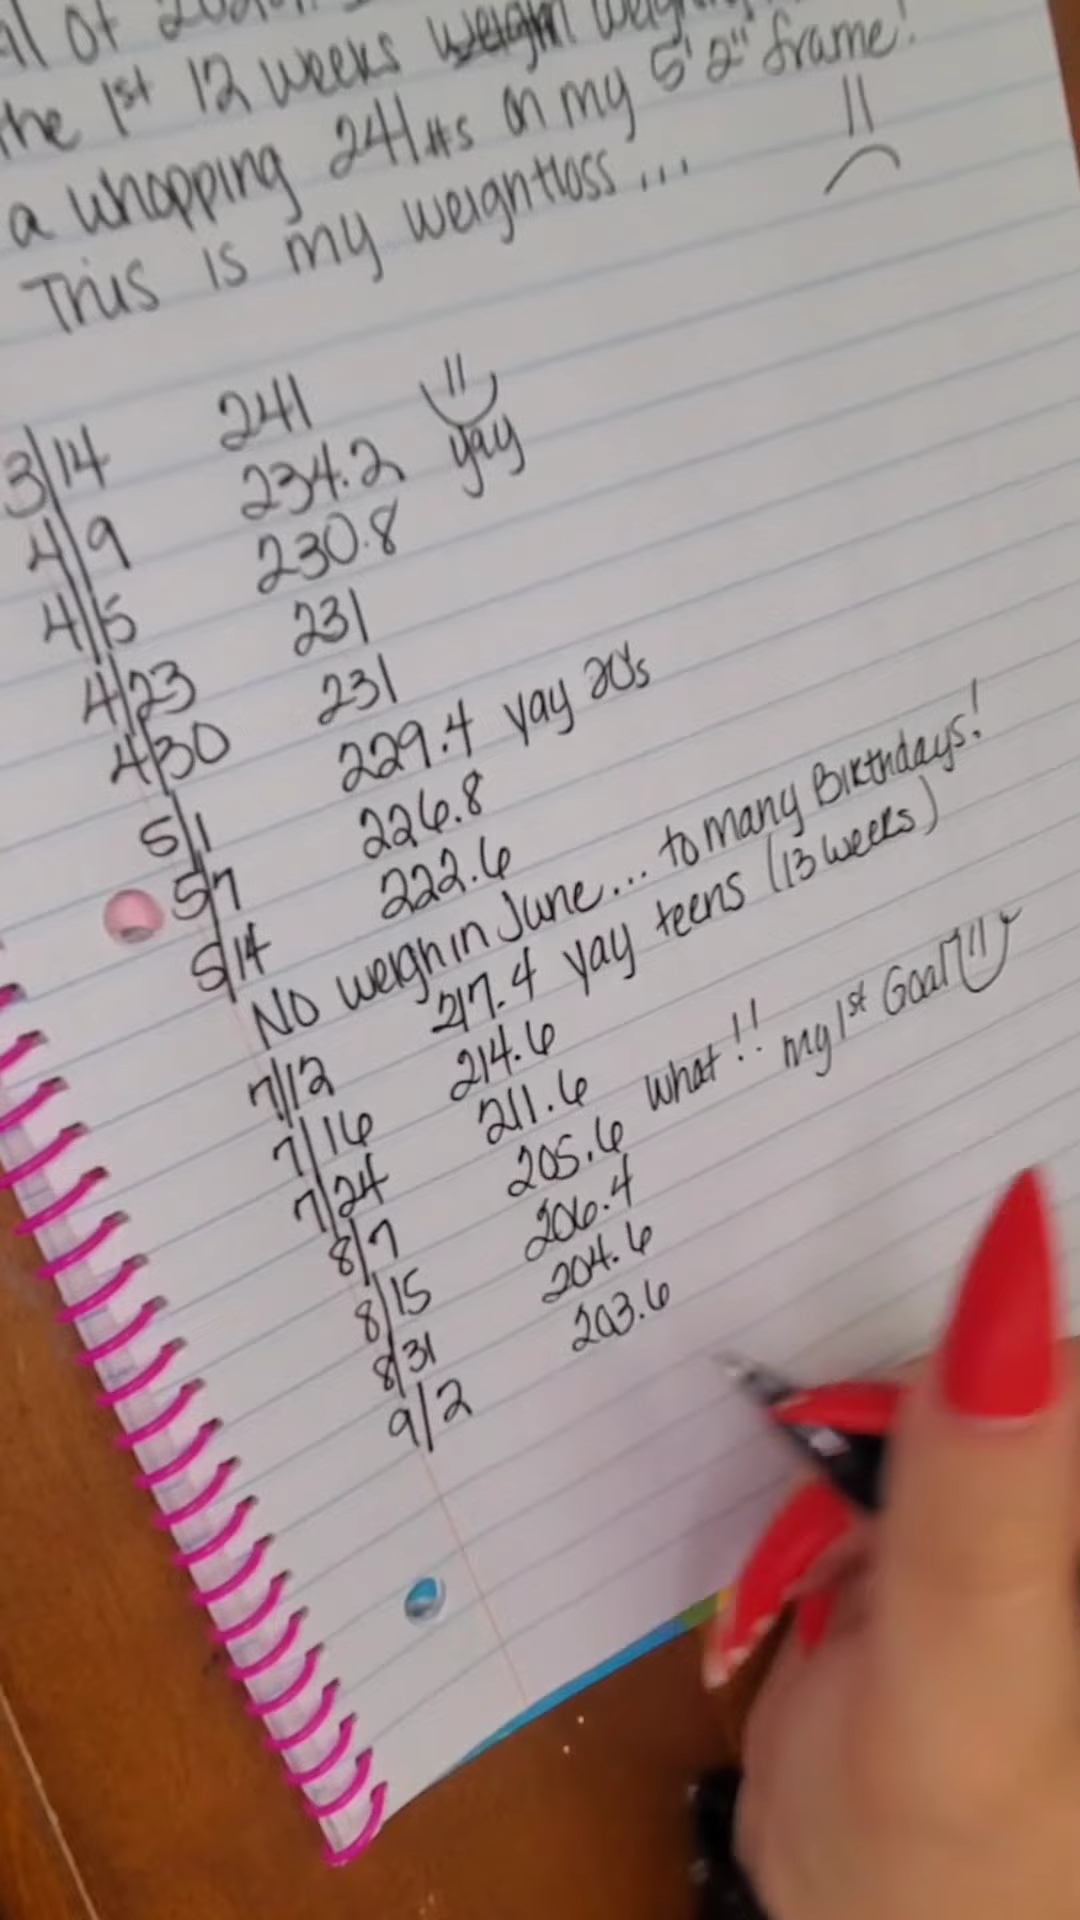 of
the 1st 12 weeks weigh
a whopping 241#s on my 5'2" frame!
This is my weightloss...
3/14 241
4/9 234.2 yay
4/15 230.8
4/23 231
4/30 231
5/1 229.4 yay 20's
5/7 226.8
5/14 222.6
NO weigh in June... to many Birthdays!
7/12 217.4 yay teens (13 weeks)
7/16 214.6
7/24 211.6
8/7 205.6 what!! my 1st Goal
8/15 206.4
8/31 204.6
9/2 203.6